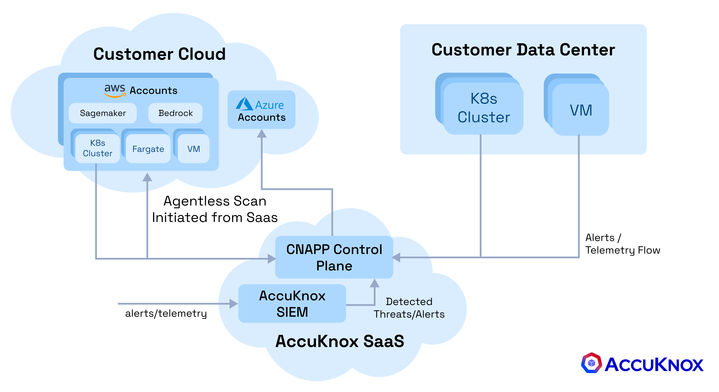 Customer Cloud
aws Accounts
Sagemaker
Bedrock
K8s
Cluster
Fargate
VM
Azure
Accounts
Customer Data Center
K8s
Cluster
VM
Agentless Scan
Initiated from Saas
Alerts /
Telemetry Flow
CNAPP Control
Plane
AccuKnox
SIEM
alerts/telemetry
Detected
Threats/Alerts
AccuKnox SaaS
ACCUKNOX